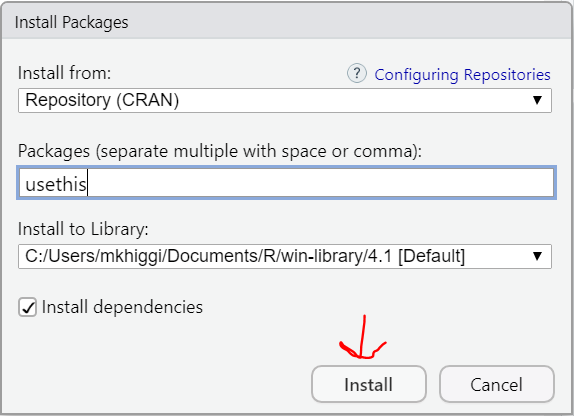 Install Packages
Install from:
? Configuring Repositories
Repository (CRAN)
Packages (separate multiple with space or comma):
usethis
Install to Library:
C:/Users/mkhiggi/Documents/R/win-library/4.1 [Default]
Install dependencies
Install Cancel